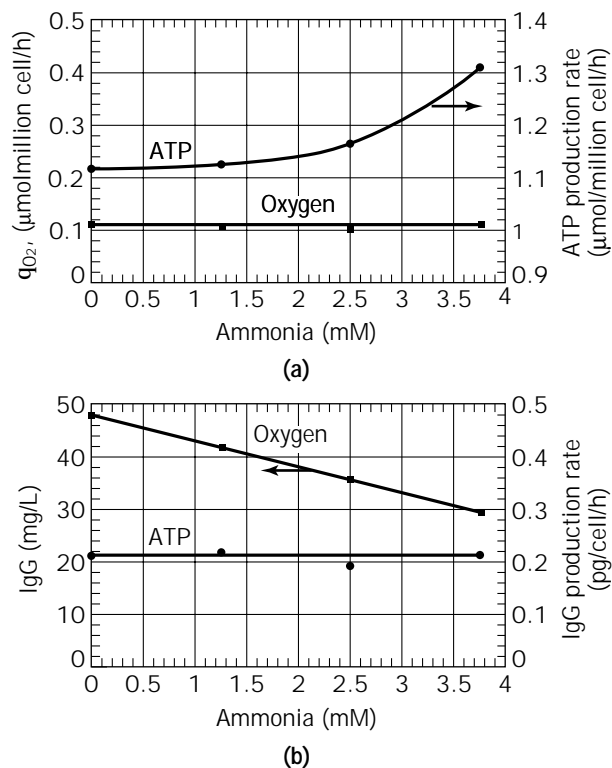 0.5
0.4
0.3
0.2
0.1
0
qO₂, (μmolmillion cell/h)
ATP
Oxygen
1.4
1.3
1.2
1.1
1
0.9
ATP production rate
(μmol/million cell/h)
0 0.5 1 1.5 2 2.5 3 3.5 4
Ammonia (mM)
(a)
50
40
30
20
10
0
IgG (mg/L)
Oxygen
ATP
0.5
0.4
0.3
0.2
0.1
0
IgG production rate
(pg/cell/h)
0 0.5 1 1.5 2 2.5 3 3.5 4
Ammonia (mM)
(b)